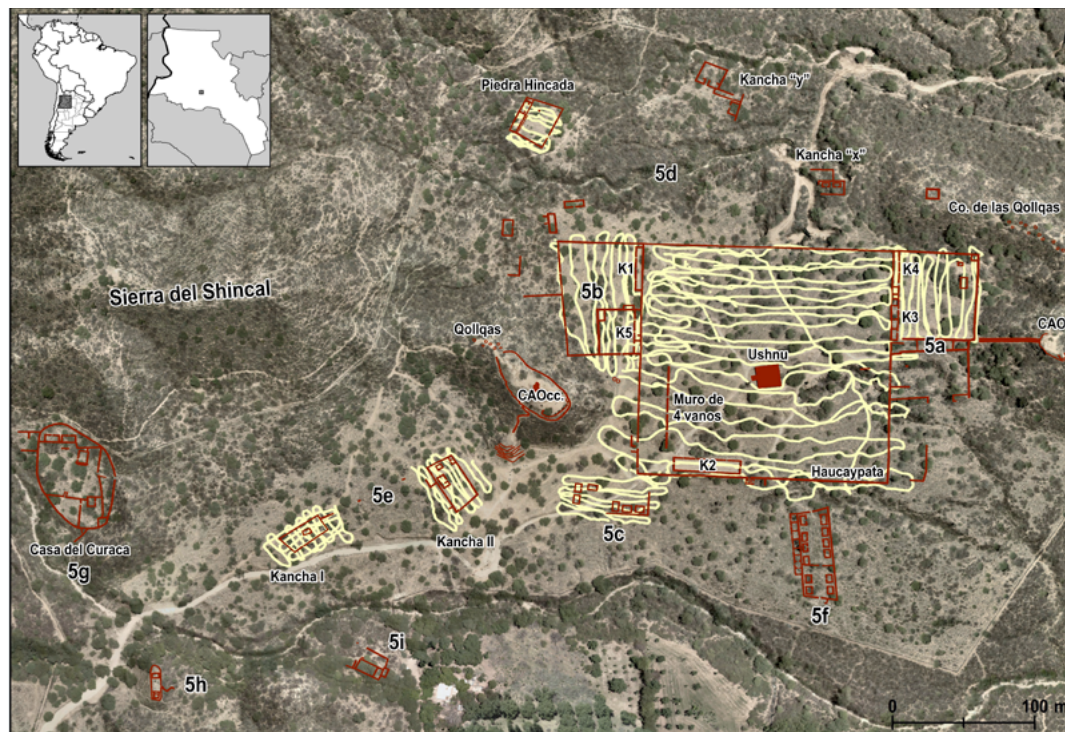 Piedra Hincada
Kancha "y"
Kancha "x"
5d
Co. de las Qollqas
Sierra del Shincal
K1
5b
K5
K4
K3
CAO
5a
Qollqas
Ushnu
CAOcc.
Muro de
4 vanos
K2
Haucaypata
5e
5c
Kancha II
Casa del Curaca
5g
Kancha I
5f
5i
5h
0
100 m